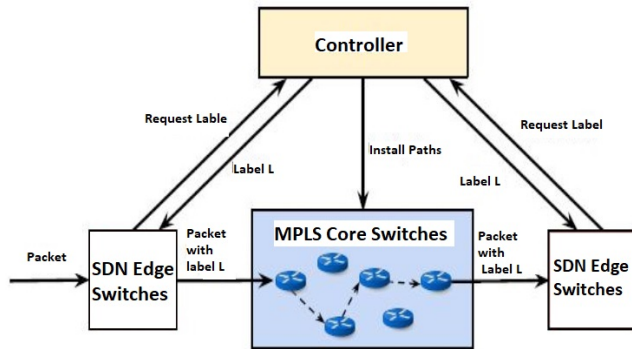 Controller
Request Lable
Label L
Install Paths
Request Label
Label L
MPLS Core Switches
Packet
SDN Edge
Switches
Packet
with
label L
Packet
with
Label L
SDN Edge
Switches